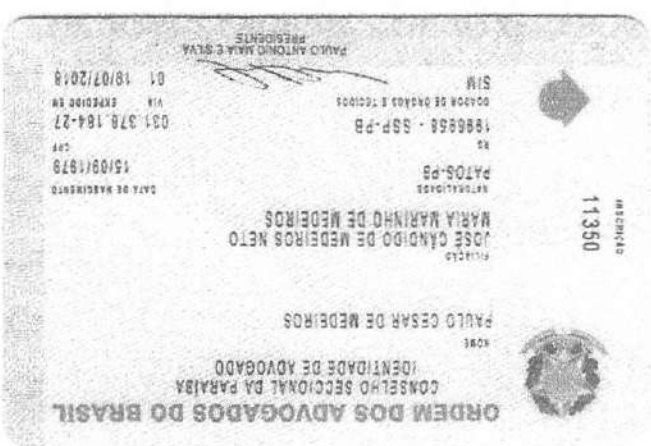 ORDEM DOS ADVOGADOS DO BRASIL
CONSELHO SECCIONAL DA PARAÍBA
IDENTIDADE DE ADVOGADO
NOME
PAULO CESAR DE MEDEIROS
INSCRIÇÃO
11350
FILIAÇÃO
JOSÉ CÂNDIDO DE MEDEIROS NETO
MARIA MARINHO DE MEDEIROS
NATURALIDADE
PATOS-PB
DATA DE NASCIMENTO
15/09/1979
RG
1996858 - SSP-PB
CPF
031.378.184-27
DOADOR DE ÓRGÃOS E TECIDOS
SIM
VIA EXPEDIDO EM
01 19/07/2018
PAULO ANTONIO MAIA E SILVA
PRESIDENTE